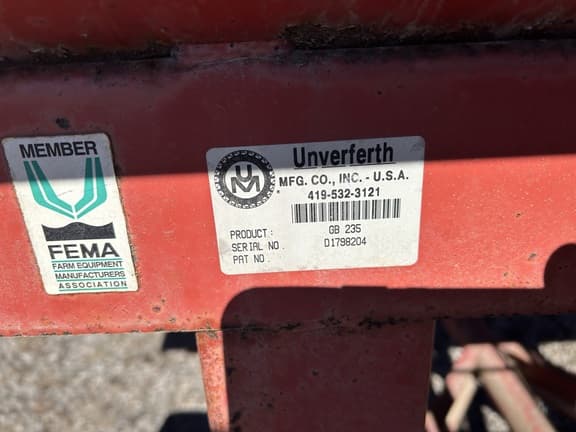 MEMBER
FEMA
FARM EQUIPMENT
MANUFACTURERS
ASSOCIATION
UM
Unverferth
MFG. CO., INC. - U.S.A.
419-532-3121
PRODUCT: GB 235
SERIAL NO. D1798204
PAT NO.